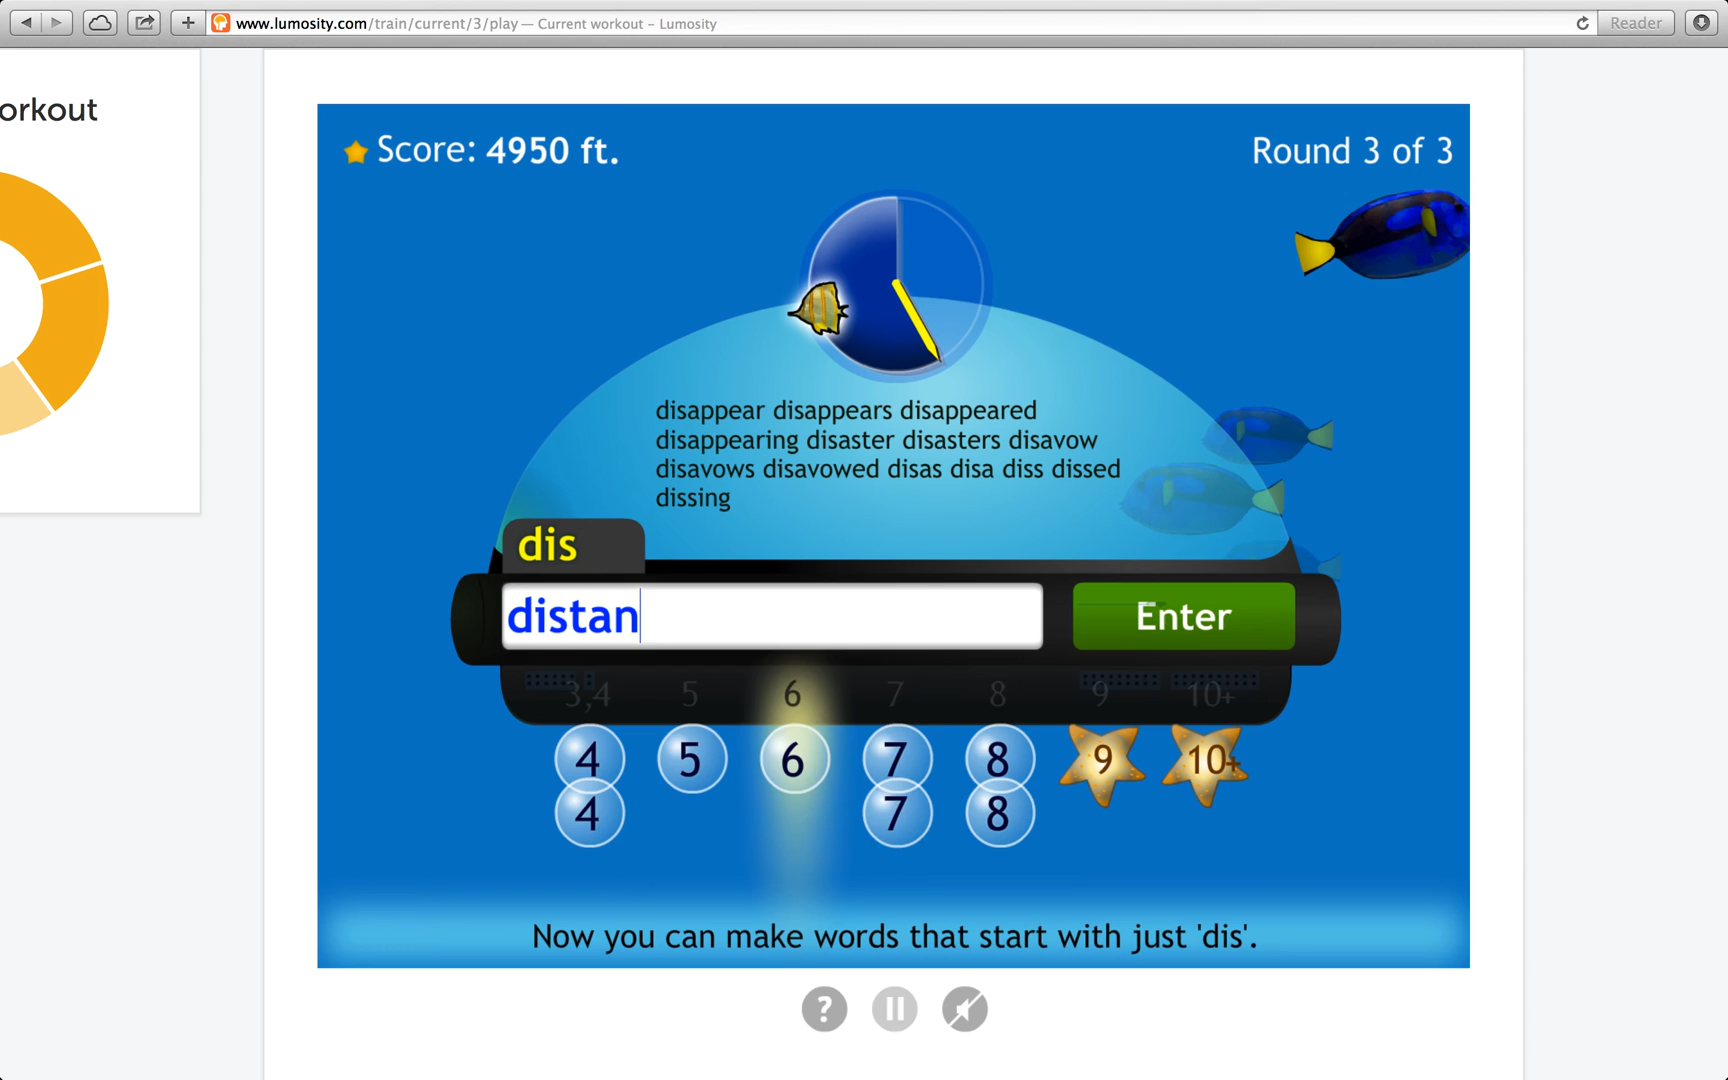 www.lumosity.com/train/current/3/play — Current workout – Lumosity
Reader
orkout
Score: 4950 ft.
Round 3 of 3
disappear disappears disappeared
disappearing disaster disasters disavow
disavows disavowed disas disa diss dissed
dissing
dis
distan
Enter
3,4 5 6 7 8 9 10+
4 5 6 7 8 9 10+
4 7 8
Now you can make words that start with just 'dis'.
?